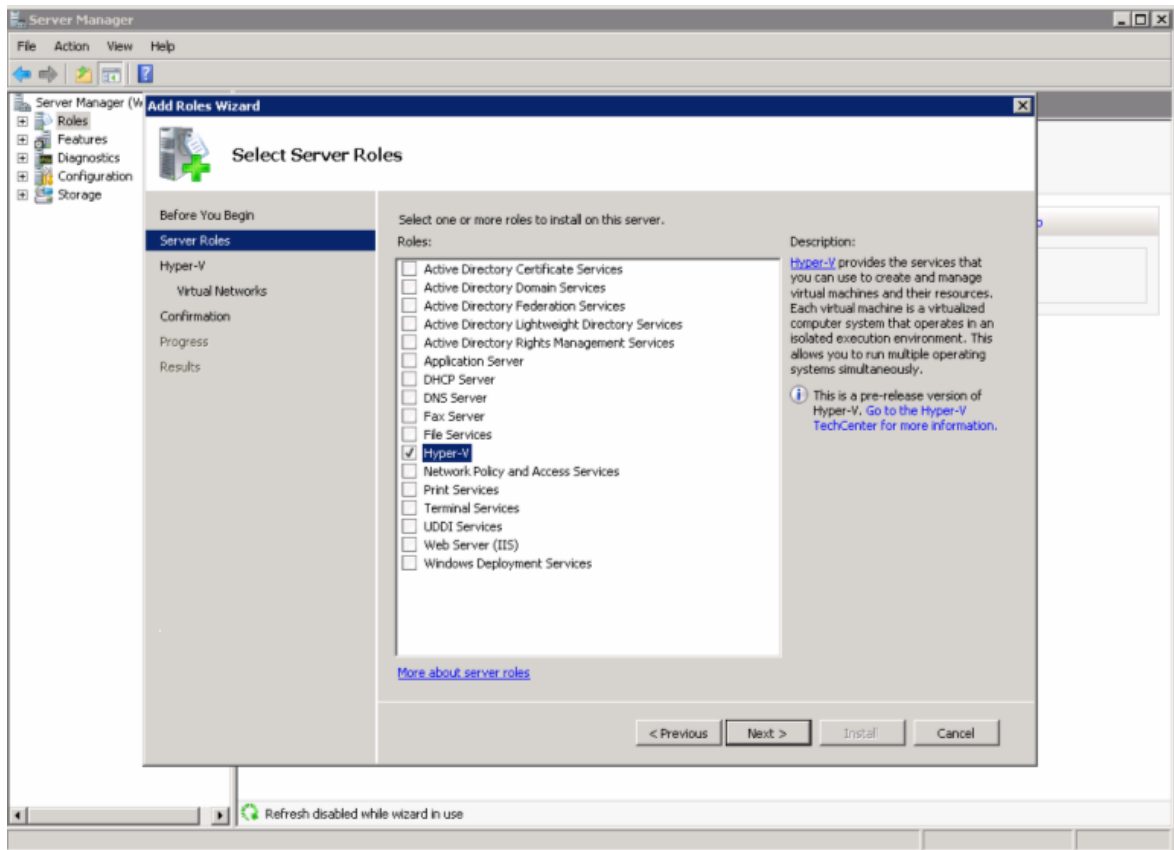 Server Manager
File Action View Help
Server Manager (W
Roles
Features
Diagnostics
Configuration
Storage
Add Roles Wizard
Select Server Roles
Before You Begin
Server Roles
Hyper-V
Virtual Networks
Confirmation
Progress
Results
Select one or more roles to install on this server.
Roles:
Active Directory Certificate Services
Active Directory Domain Services
Active Directory Federation Services
Active Directory Lightweight Directory Services
Active Directory Rights Management Services
Application Server
DHCP Server
DNS Server
Fax Server
File Services
Hyper-V
Network Policy and Access Services
Print Services
Terminal Services
UDDI Services
Web Server (IIS)
Windows Deployment Services
More about server roles
Description:
Hyper-V provides the services that
you can use to create and manage
virtual machines and their resources.
Each virtual machine is a virtualized
computer system that operates in an
isolated execution environment. This
allows you to run multiple operating
systems simultaneously.
This is a pre-release version of
Hyper-V. Go to the Hyper-V
TechCenter for more information.
< Previous Next > Install Cancel
Refresh disabled while wizard in use